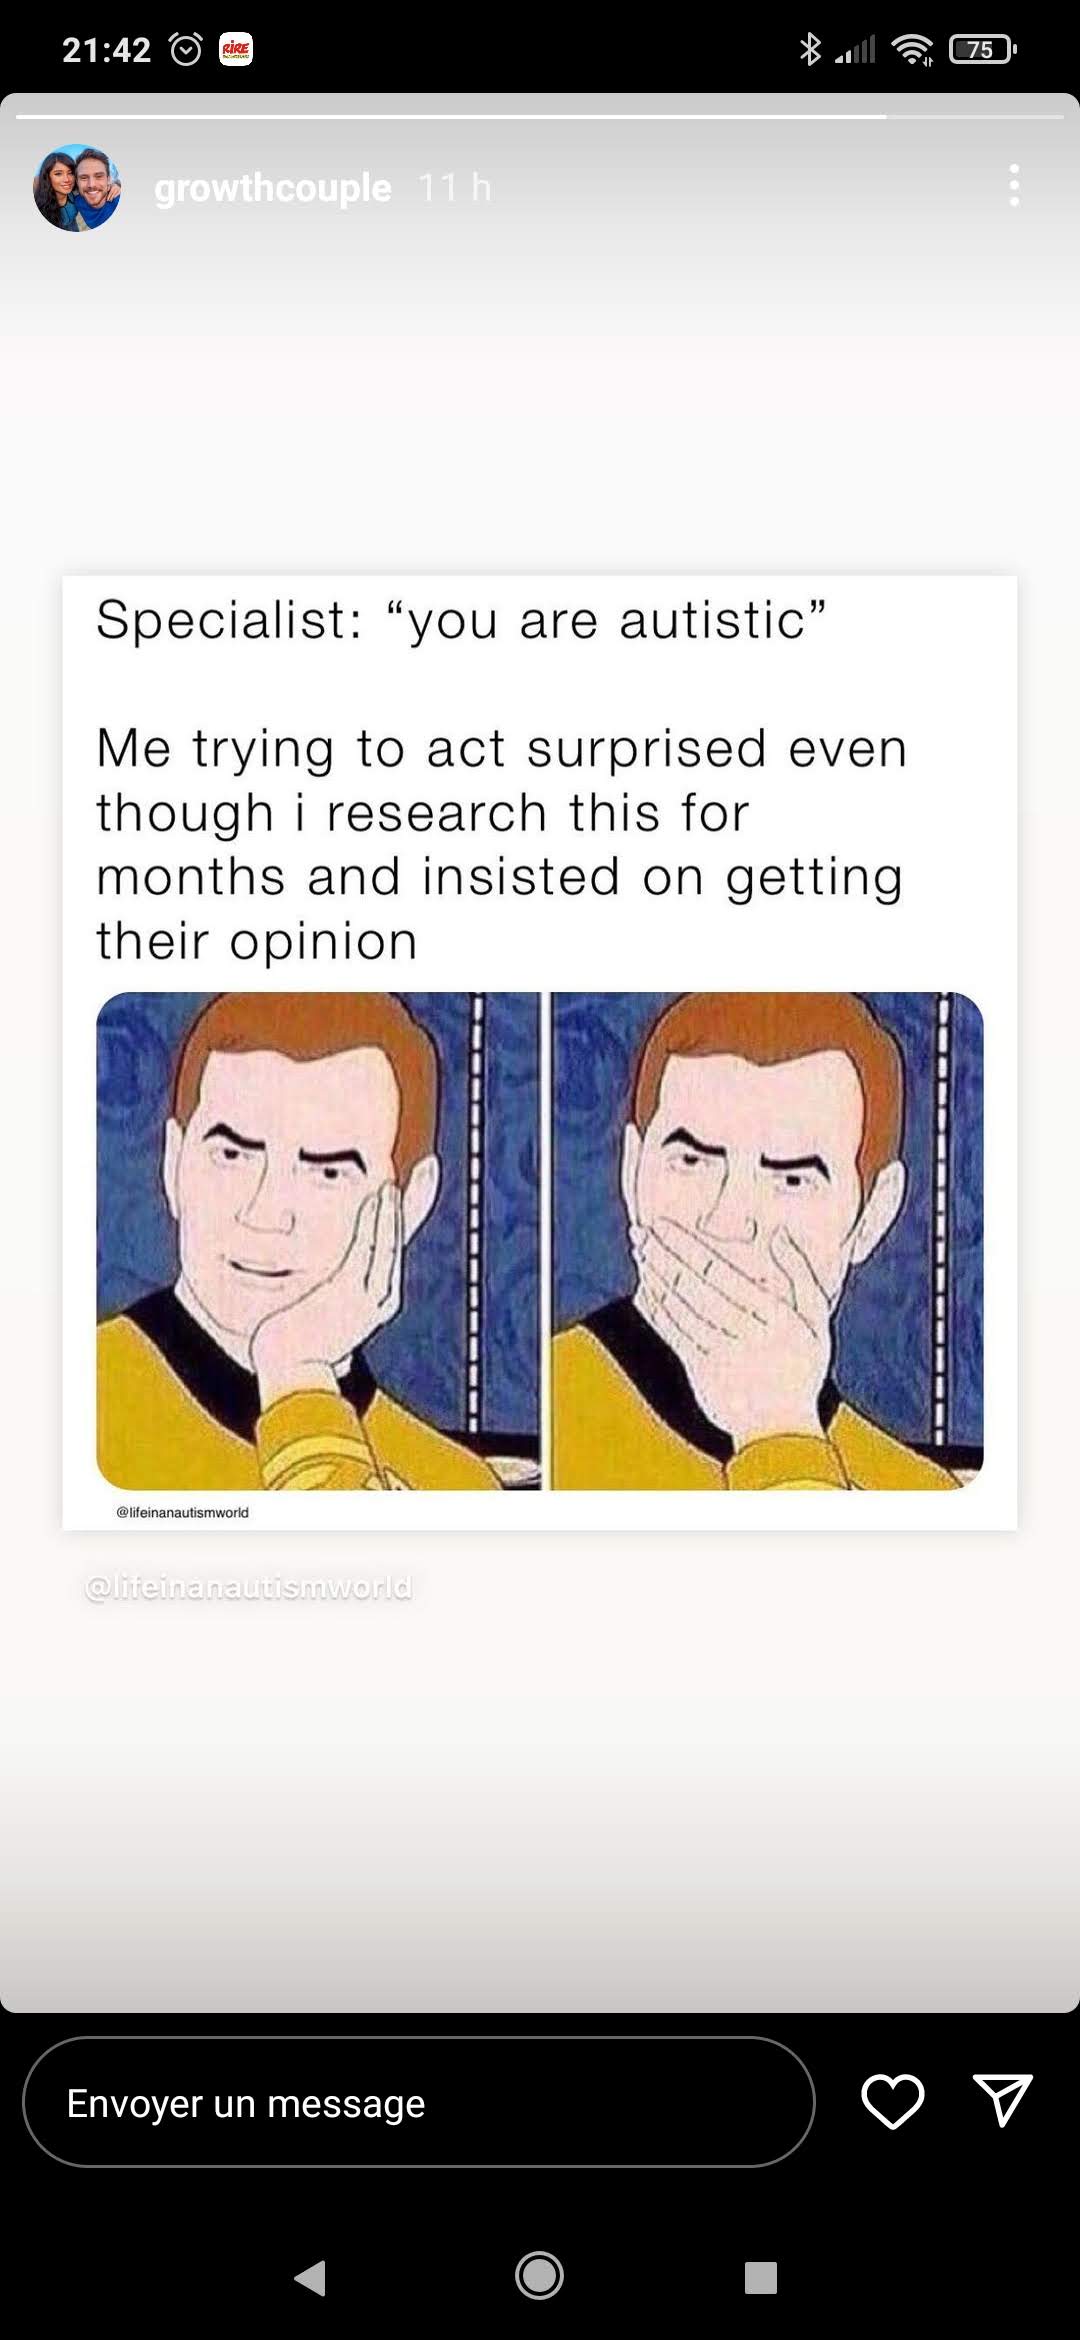 21:42 RIRE 75
growthcouple 11 h
Specialist: “you are autistic”
Me trying to act surprised even
though i research this for
months and insisted on getting
their opinion
@lifeinanautismworld
@lifeinanautismworld
Envoyer un message